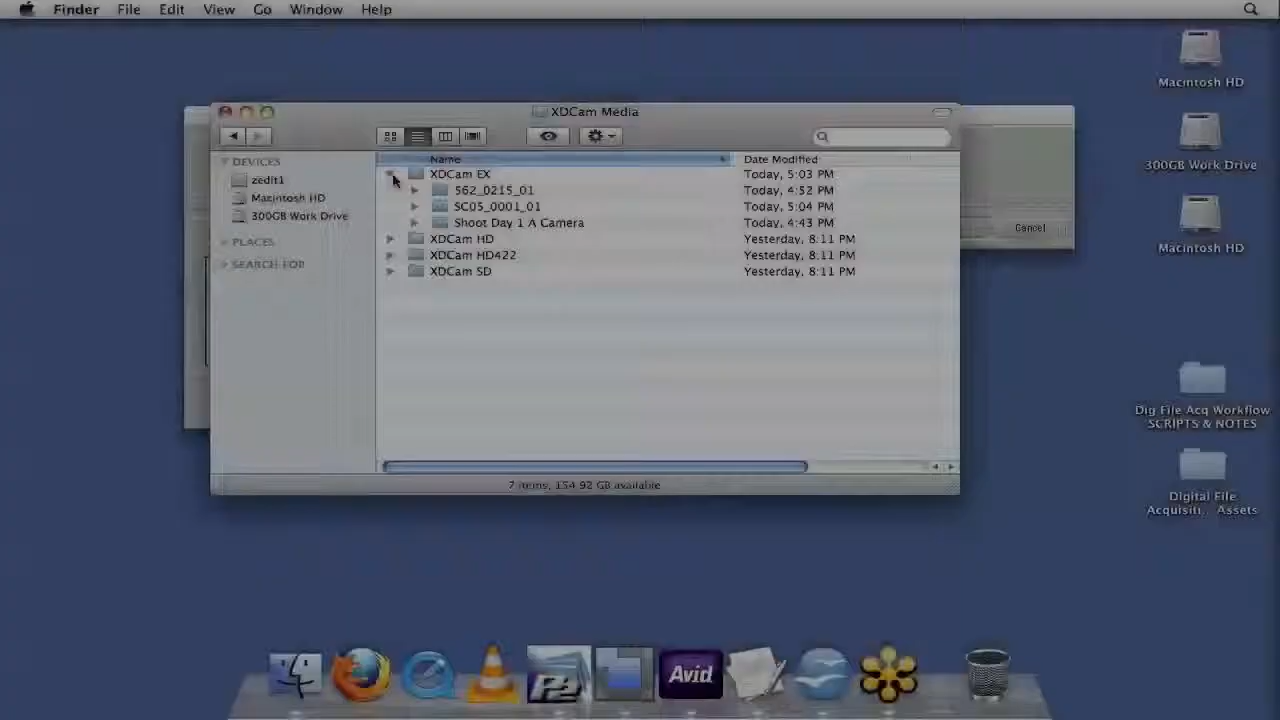 Finder File Edit View Go Window Help
Macintosh HD
300GB Work Drive
Macintosh HD
Dig File Acq Workflow
SCRIPTS & NOTES
Digital File
Acquisiti... Assets
XDCam Media
DEVICES
zedit1
Macintosh HD
300GB Work Drive
PLACES
SEARCH FOR
Name Date Modified
XDCam EX Today, 5:03 PM
562_0215_01 Today, 4:52 PM
SC05_0001_01 Today, 5:04 PM
Shoot Day 1 A Camera Today, 4:43 PM
XDCam HD Yesterday, 8:11 PM
XDCam HD422 Yesterday, 8:11 PM
XDCam SD Yesterday, 8:11 PM
7 items, 154.92 GB available
Cancel
P2
Avid